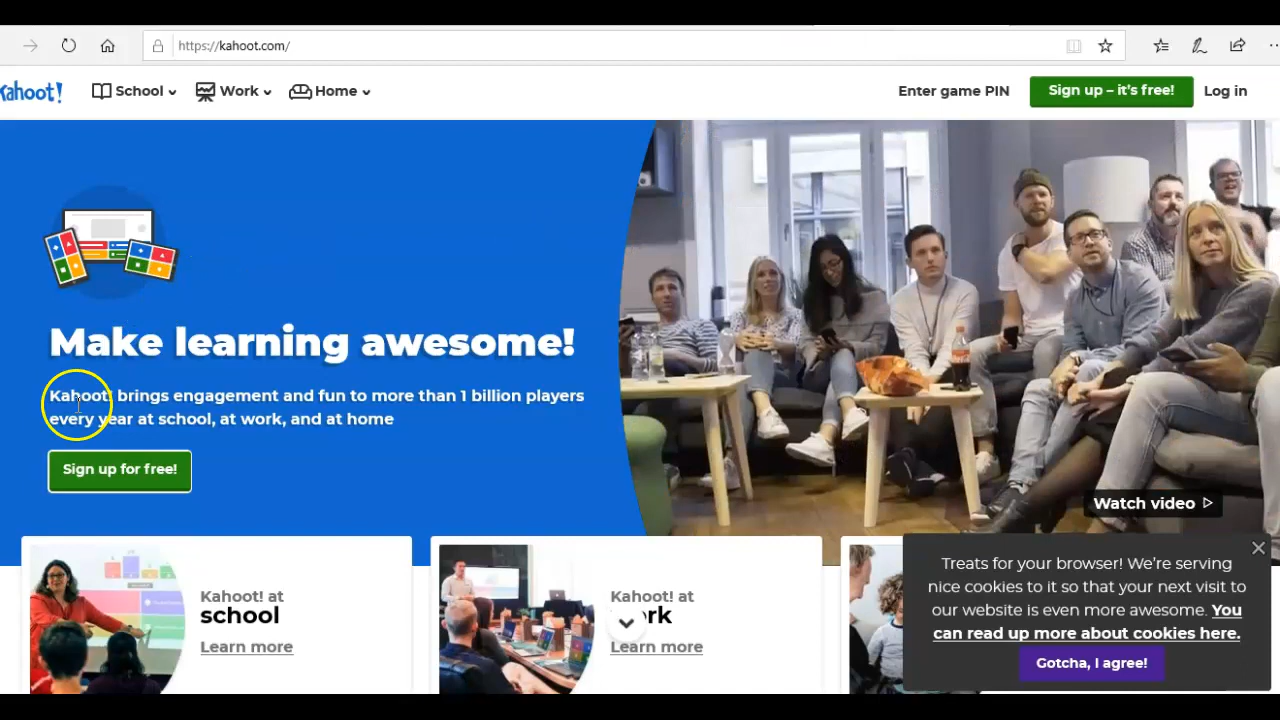 https://kahoot.com/
Kahoot!
School
Work
Home
Enter game PIN
Sign up – it's free!
Log in
Make learning awesome!
Kahoot! brings engagement and fun to more than 1 billion players
every year at school, at work, and at home
Sign up for free!
Watch video
Kahoot! at
school
Learn more
Kahoot! at
Learn more
Treats for your browser! We're serving
nice cookies to it so that your next visit to
our website is even more awesome. You
can read up more about cookies here.
Gotcha, I agree!